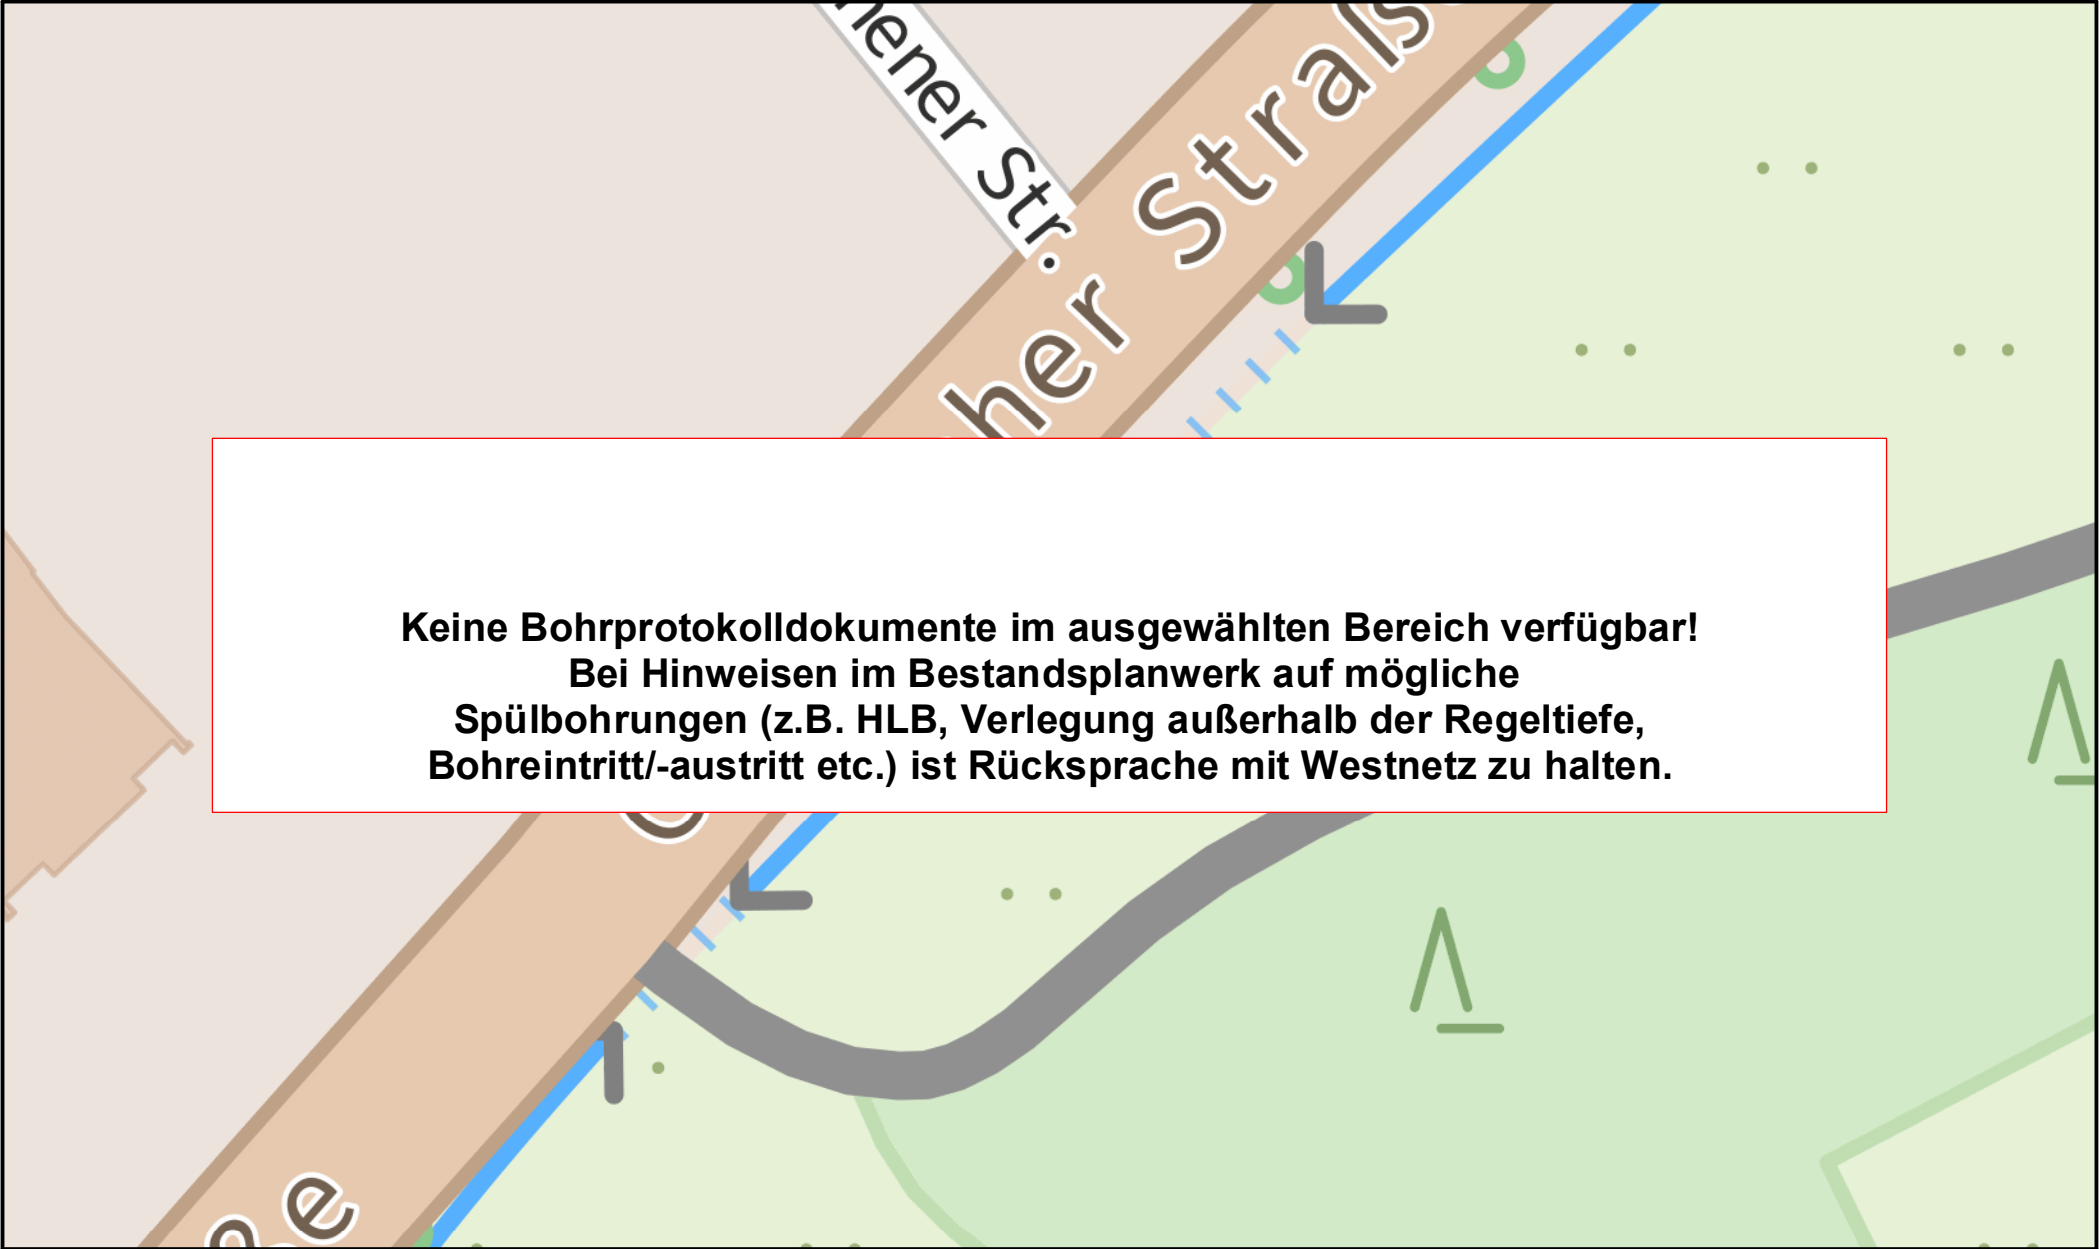 ener Str.
her Straß
Keine Bohrprotokolldokumente im ausgewählten Bereich verfügbar!
Bei Hinweisen im Bestandsplanwerk auf mögliche
Spülbohrungen (z.B. HLB, Verlegung außerhalb der Regeltiefe,
Bohreintritt/-austritt etc.) ist Rücksprache mit Westnetz zu halten.